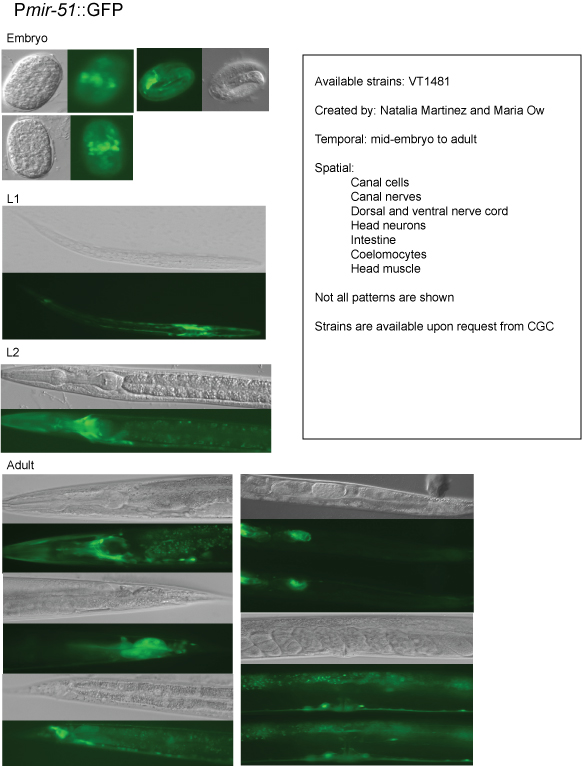 Pmir-51::GFP
Embryo
L1
L2
Adult
Available strains: VT1481
Created by: Natalia Martinez and Maria Ow
Temporal: mid-embryo to adult
Spatial:
Canal cells
Canal nerves
Dorsal and ventral nerve cord
Head neurons
Intestine
Coelomocytes
Head muscle
Not all patterns are shown
Strains are available upon request from CGC